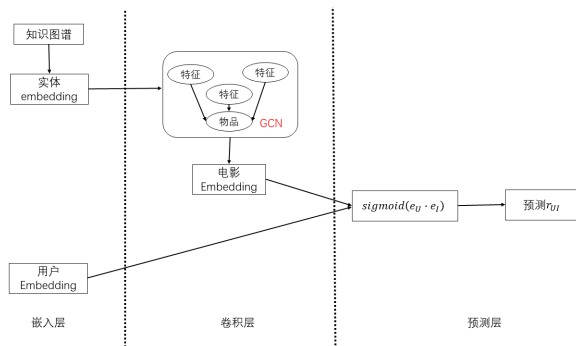 知识图谱
实体
embedding
特征
特征
特征
物品
GCN
电影
Embedding
sigmoid(e_U · e_I)
预测r_{UI}
用户
Embedding
嵌入层
卷积层
预测层